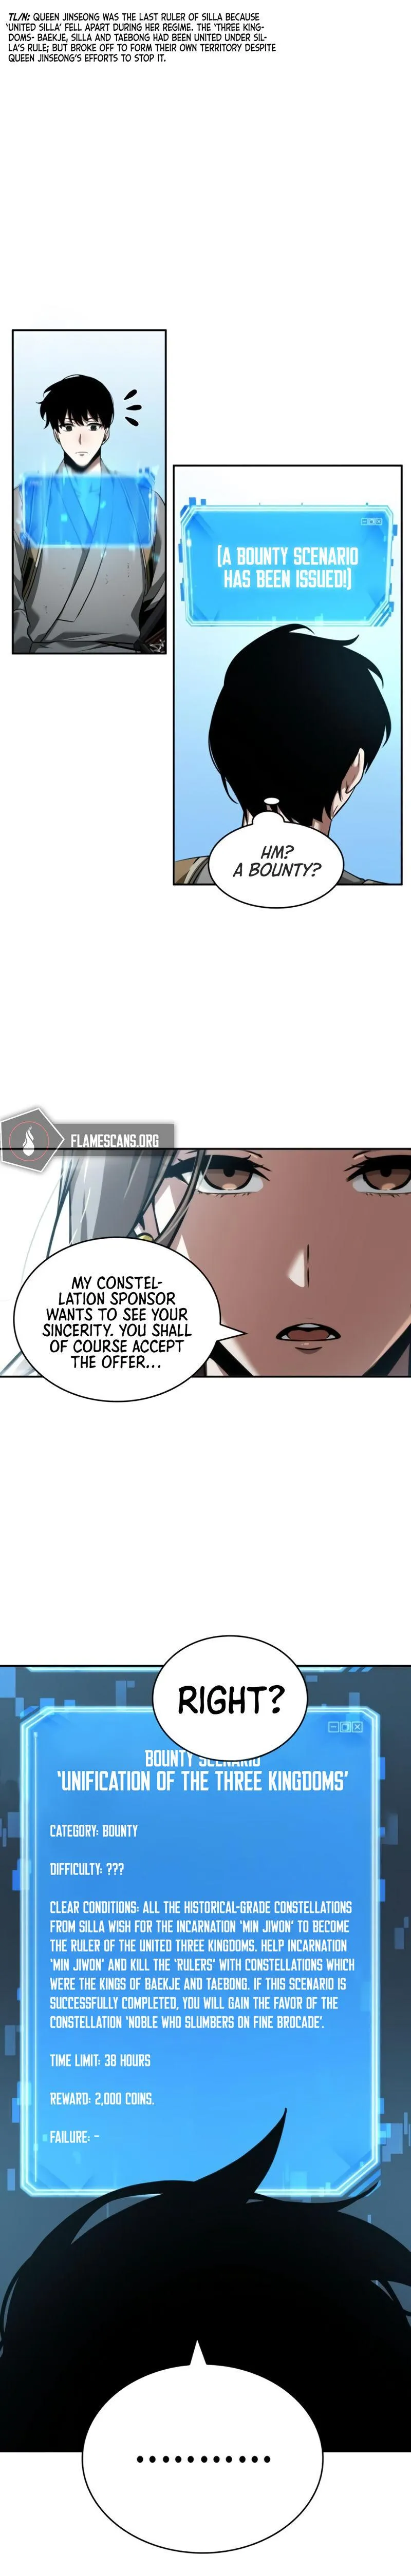 TL/N: QUEEN JINSEONG WAS THE LAST RULER OF SILLA BECAUSE
'UNITED SILLA' FELL APART DURING HER REGIME. THE 'THREE KING-
DOMS- BAEKJE, SILLA AND TAEBONG HAD BEEN UNITED UNDER SIL-
LA'S RULE; BUT BROKE OFF TO FORM THEIR OWN TERRITORY DESPITE
QUEEN JINSEONG'S EFFORTS TO STOP IT.
[A BOUNTY SCENARIO
HAS BEEN ISSUED!]
HM?
A BOUNTY?
FLAMESCANS.ORG
MY CONSTEL-
LATION SPONSOR
WANTS TO SEE YOUR
SINCERITY. YOU SHALL
OF COURSE ACCEPT
THE OFFER...
RIGHT?
BOUNTY SCENARIO
'UNIFICATION OF THE THREE KINGDOMS'
CATEGORY: BOUNTY
DIFFICULTY: ???
CLEAR CONDITIONS: ALL THE HISTORICAL-GRADE CONSTELLATIONS
FROM SILLA WISH FOR THE INCARNATION 'MIN JIWON' TO BECOME
THE RULER OF THE UNITED THREE KINGDOMS. HELP INCARNATION
'MIN JIWON' AND KILL THE 'RULERS' WITH CONSTELLATIONS WHICH
WERE THE KINGS OF BAEKJE AND TAEBONG. IF THIS SCENARIO IS
SUCCESSFULLY COMPLETED, YOU WILL GAIN THE FAVOR OF THE
CONSTELLATION 'NOBLE WHO SLUMBERS ON FINE BROCADE'.
TIME LIMIT: 38 HOURS
REWARD: 2,000 COINS.
FAILURE: -
...........